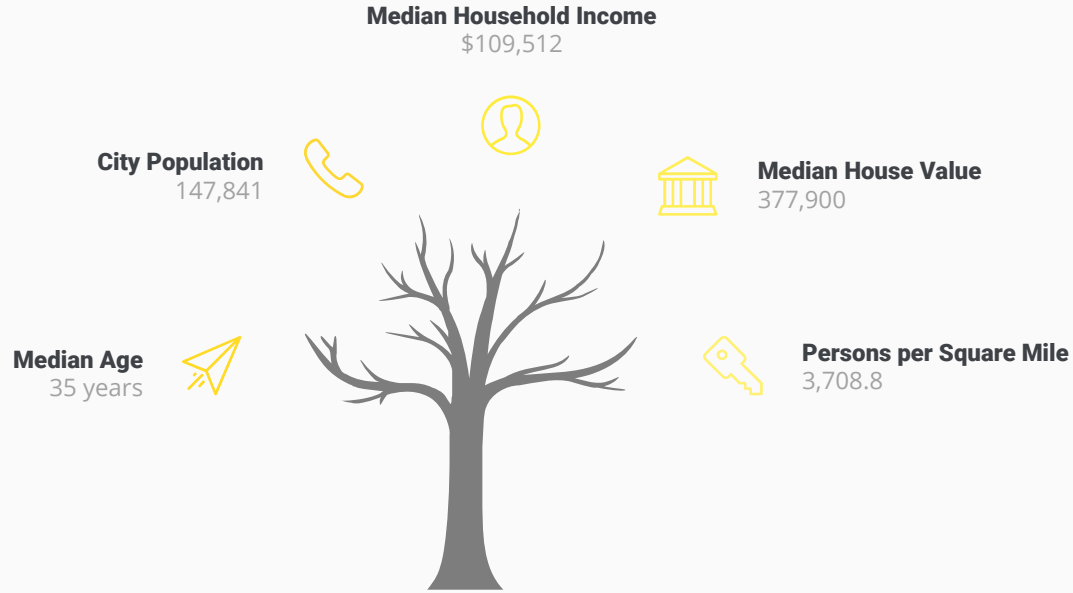 Median Household Income
$109,512
City Population
147,841
Median House Value
377,900
Median Age
35 years
Persons per Square Mile
3,708.8